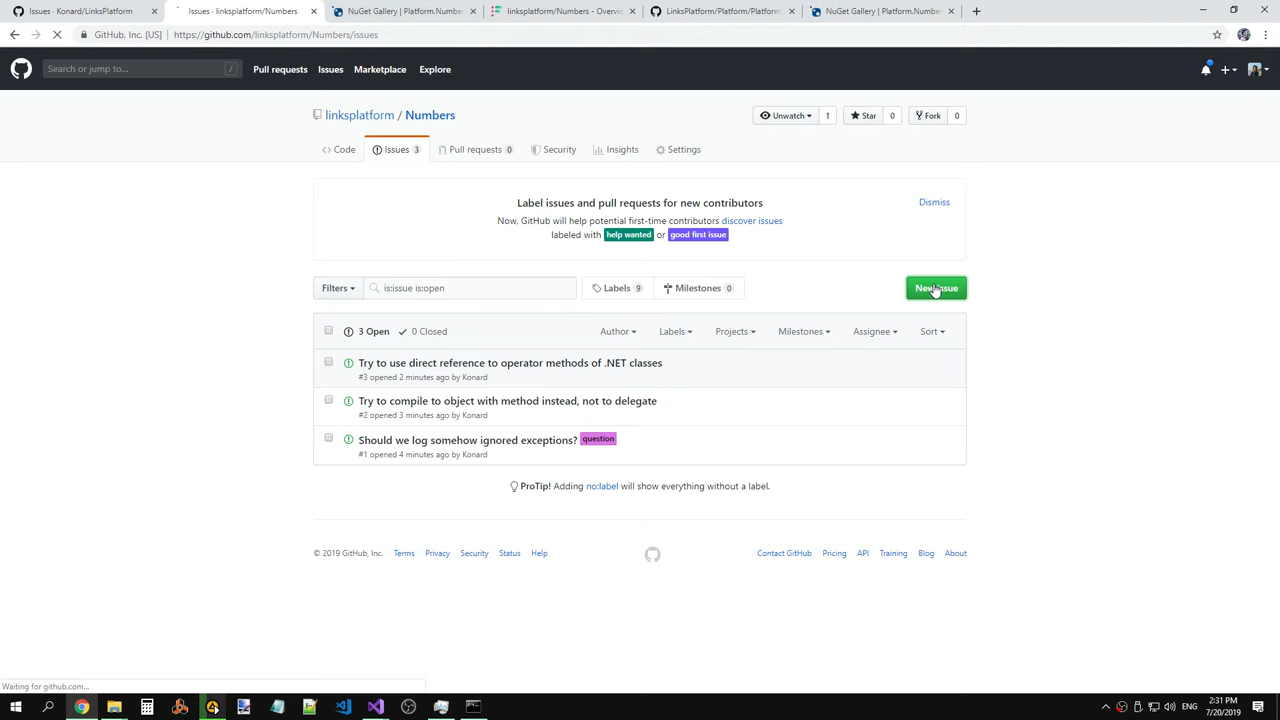 Issues · Konard/LinksPlatform
Issues · linksplatform/Numbers
NuGet Gallery | Platform.Number
linksplatform/Numbers - Overvie
LinksPlatform/Platform/Platform
NuGet Gallery | Platform.Numbe
GitHub, Inc. [US]
https://github.com/linksplatform/Numbers/issues
Search or jump to...
/
Pull requests
Issues
Marketplace
Explore
linksplatform / Numbers
Unwatch 1
Star 0
Fork 0
Code
Issues 3
Pull requests 0
Security
Insights
Settings
Label issues and pull requests for new contributors
Dismiss
Now, GitHub will help potential first-time contributors discover issues
labeled with help wanted or good first issue
Filters
is:issue is:open
Labels 9
Milestones 0
New issue
3 Open
0 Closed
Author
Labels
Projects
Milestones
Assignee
Sort
Try to use direct reference to operator methods of .NET classes
#3 opened 2 minutes ago by Konard
Try to compile to object with method instead, not to delegate
#2 opened 3 minutes ago by Konard
Should we log somehow ignored exceptions? question
#1 opened 4 minutes ago by Konard
ProTip! Adding no:label will show everything without a label.
© 2019 GitHub, Inc.
Terms
Privacy
Security
Status
Help
Contact GitHub
Pricing
API
Training
Blog
About
Waiting for github.com...
ENG
2:31 PM
7/20/2019